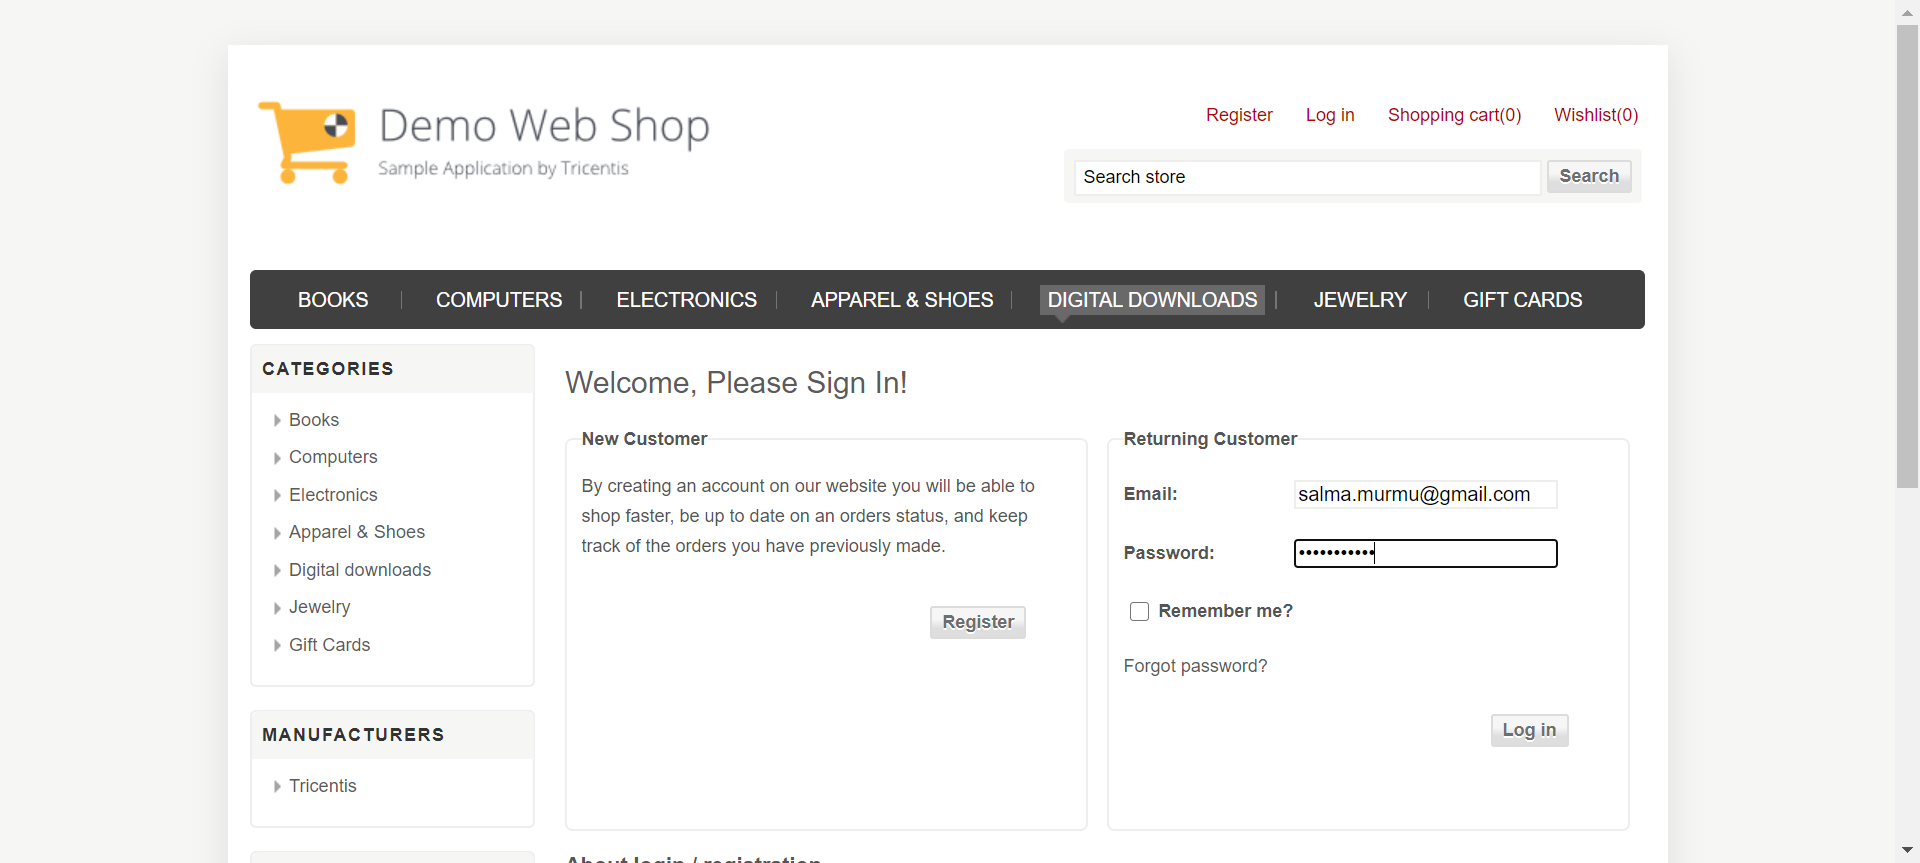 Demo Web Shop
Sample Application by Tricentis
Register Log in Shopping cart(0) Wishlist(0)
Search store Search
BOOKS COMPUTERS ELECTRONICS APPAREL & SHOES DIGITAL DOWNLOADS JEWELRY GIFT CARDS
CATEGORIES
Books
Computers
Electronics
Apparel & Shoes
Digital downloads
Jewelry
Gift Cards
MANUFACTURERS
Tricentis
Welcome, Please Sign In!
New Customer
By creating an account on our website you will be able to
shop faster, be up to date on an orders status, and keep
track of the orders you have previously made.
Register
Returning Customer
Email: salma.murmu@gmail.com
Password: •••••••••••
Remember me?
Forgot password?
Log in
About login / registration